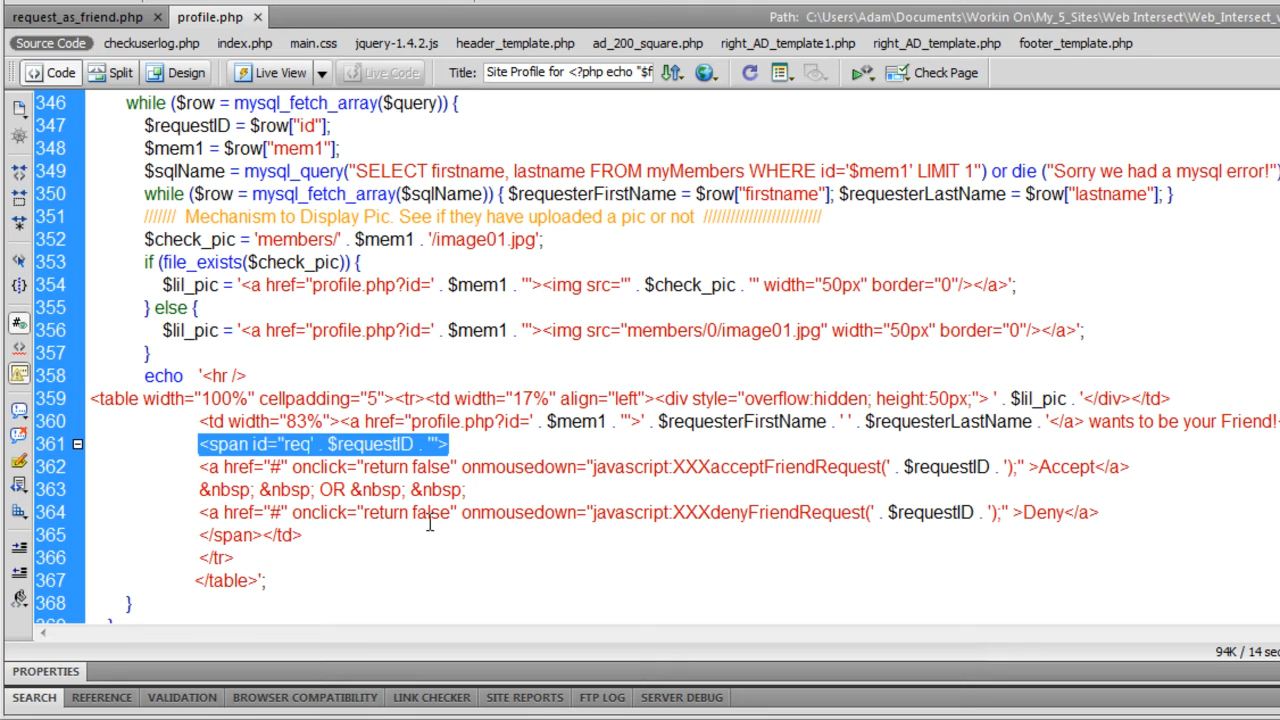 request_as_friend.php × profile.php × Path: C:\Users\Adam\Documents\Workin On\My_5_Sites\Web Intersect\Web_Intersect_
Source Code checkuserlog.php index.php main.css jquery-1.4.2.js header_template.php ad_200_square.php right_AD_template1.php right_AD_template.php footer_template.php
Code Split Design Live View Live Code Title: Site Profile for <?php echo "$f Check Page
346 while ($row = mysql_fetch_array($query)) {
347 $requestID = $row["id"];
348 $mem1 = $row["mem1"];
349 $sqlName = mysql_query("SELECT firstname, lastname FROM myMembers WHERE id='$mem1' LIMIT 1") or die ("Sorry we had a mysql error!")
350 while ($row = mysql_fetch_array($sqlName)) { $requesterFirstName = $row["firstname"]; $requesterLastName = $row["lastname"]; }
351 /////// Mechanism to Display Pic. See if they have uploaded a pic or not //////////////////////////
352 $check_pic = 'members/' . $mem1 . '/image01.jpg';
353 if (file_exists($check_pic)) {
354 $lil_pic = '<a href="profile.php?id=' . $mem1 . '"><img src="' . $check_pic . '" width="50px" border="0"/></a>';
355 } else {
356 $lil_pic = '<a href="profile.php?id=' . $mem1 . '"><img src="members/0/image01.jpg" width="50px" border="0"/></a>';
357 }
358 echo '<hr />
359 <table width="100%" cellpadding="5"><tr><td width="17%" align="left"><div style="overflow:hidden; height:50px;"> ' . $lil_pic . '</div></td>
360 <td width="83%"><a href="profile.php?id=' . $mem1 . '">' . $requesterFirstName . ' ' . $requesterLastName . '</a> wants to be your Friend!
361 <span id="req' . $requestID . '">
362 <a href="#" onclick="return false" onmousedown="javascript:XXXacceptFriendRequest(' . $requestID . ');" >Accept</a>
363 &nbsp; &nbsp; OR &nbsp; &nbsp;
364 <a href="#" onclick="return false" onmousedown="javascript:XXXdenyFriendRequest(' . $requestID . ');" >Deny</a>
365 </span></td>
366 </tr>
367 </table>';
368 }
PROPERTIES
94K / 14 sec
SEARCH REFERENCE VALIDATION BROWSER COMPATIBILITY LINK CHECKER SITE REPORTS FTP LOG SERVER DEBUG